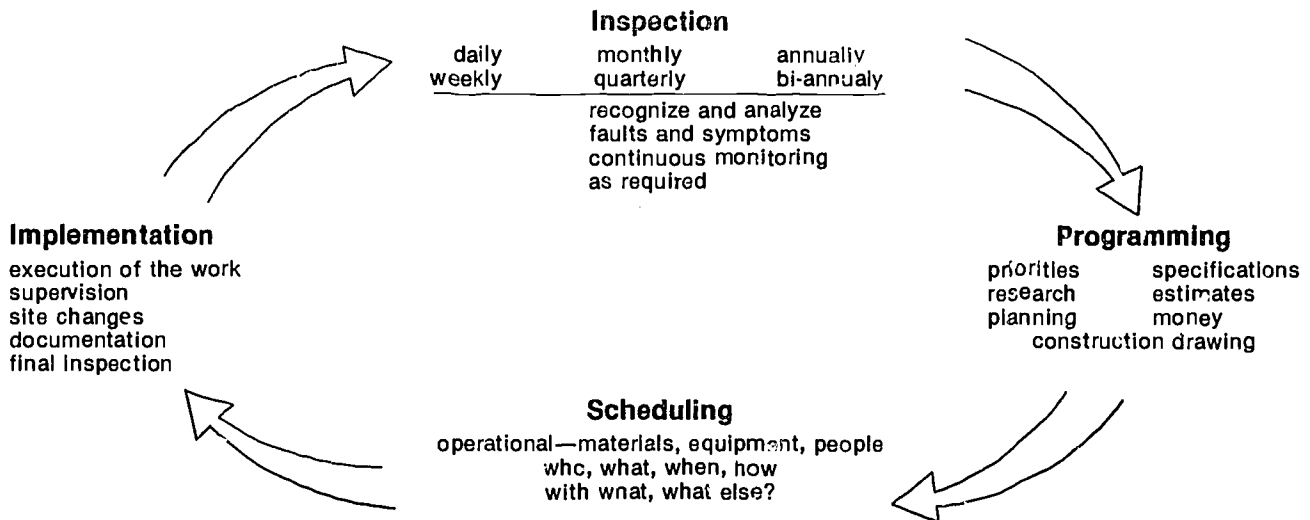 Inspection
daily monthly annualiv
weekly quarterly bi-annualy
recognize and analyze
faults and symptoms
continuous monitoring
as required
Implementation
execution of the work
supervision
site changes
documentation
final inspection
Programming
priorities specifications
research estimates
planning money
construction drawing
Scheduling
operational—materials, equipment, people
whc, what, when, how
with wnat, what else?